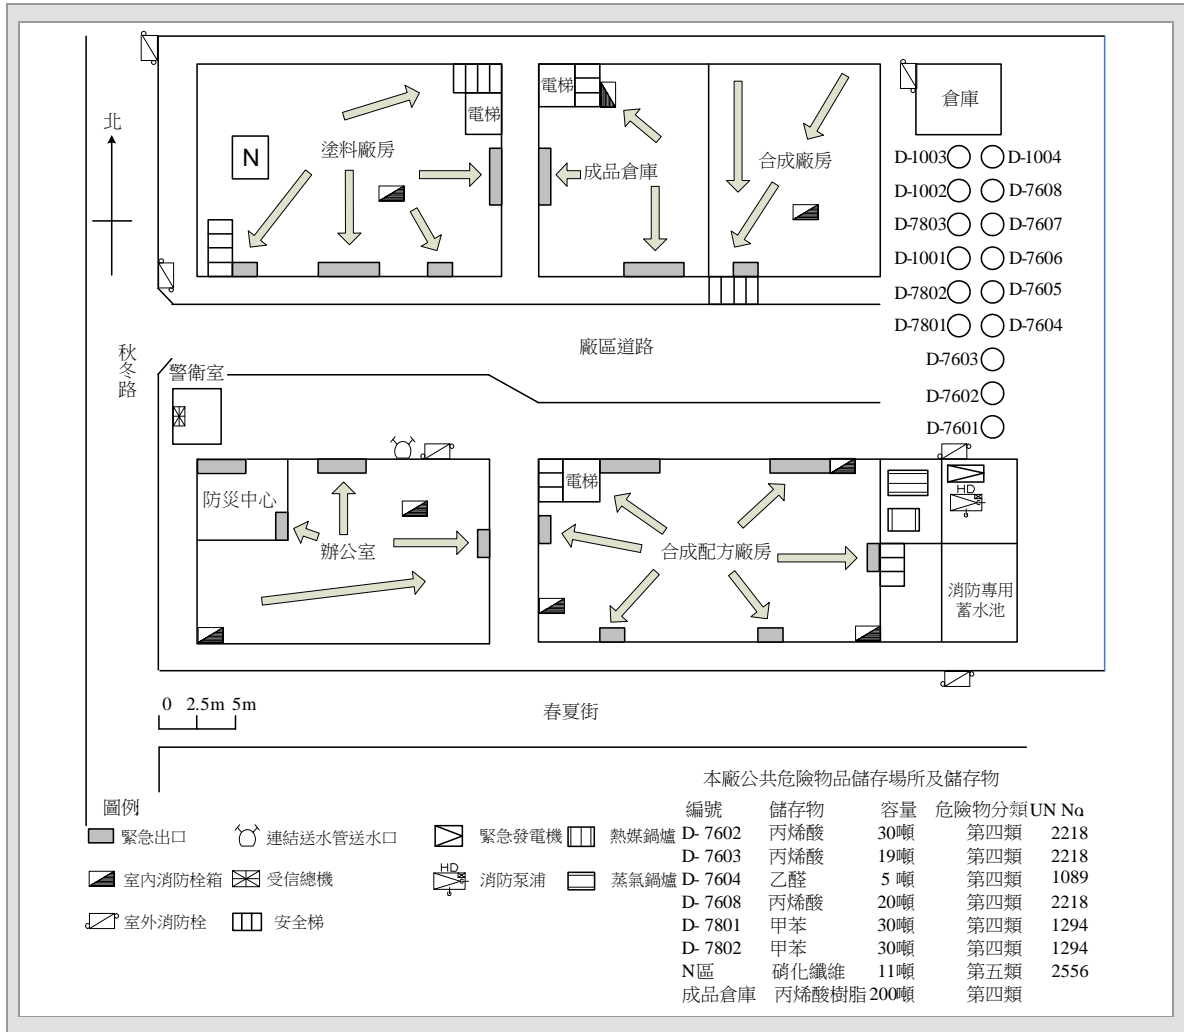 北
電梯
塗料廠房
N
電梯
成品倉庫
合成廠房
倉庫
D-1003 D-1004
D-1002 D-7608
D-7803 D-7607
D-1001 D-7606
D-7802 D-7605
D-7801 D-7604
D-7603
D-7602
D-7601
廠區道路
秋冬路
警衛室
防災中心
辦公室
電梯
合成配方廠房
HD
消防專用
蓄水池
0 2.5m 5m
春夏街
圖例
緊急出口 連結送水管送水口 緊急發電機 熱媒鍋爐
室內消防栓箱 受信總機 HD 消防泵浦 蒸氣鍋爐
室外消防栓 安全梯
本廠公共危險物品儲存場所及儲存物
編號 儲存物 容量 危險物分類 UN No.
D- 7602 丙烯酸 30噸 第四類 2218
D- 7603 丙烯酸 19噸 第四類 2218
D- 7604 乙醛 5 噸 第四類 1089
D- 7608 丙烯酸 20噸 第四類 2218
D- 7801 甲苯 30噸 第四類 1294
D- 7802 甲苯 30噸 第四類 1294
N區 硝化纖維 11噸 第五類 2556
成品倉庫 丙烯酸樹脂 200噸 第四類